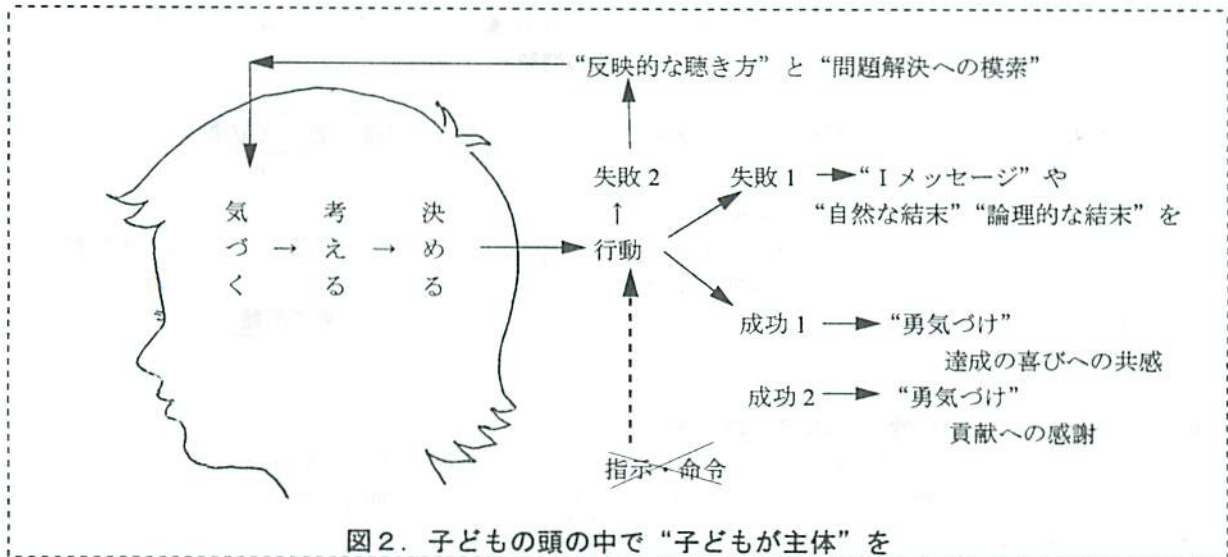 “反映的な聴き方” と “問題解決への模索”
失敗2
失敗1 → “Iメッセージ” や
“自然な結末” “論理的な結末” を
↑
気づく → 考える → 決める
行動
成功1 → “勇気づけ”
達成の喜びへの共感
成功2 → “勇気づけ”
貢献への感謝
指示・命令
図2．子どもの頭の中で “子どもが主体” を